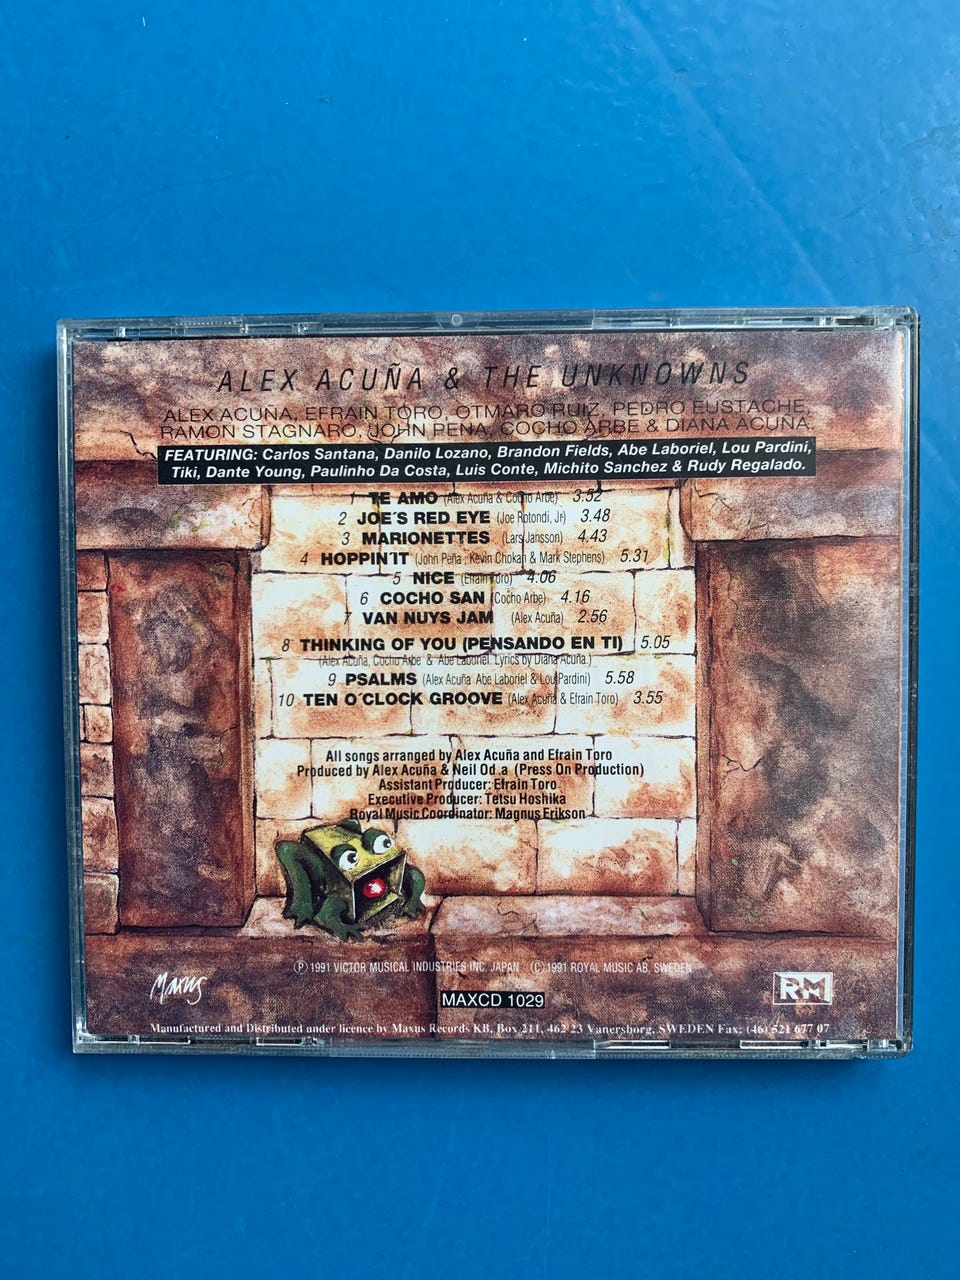 ALEX ACUÑA & THE UNKNOWNS
ALEX ACUÑA, EFRAIN TORO, OTMARO RUIZ, PEDRO EUSTACHE,
RAMON STAGNARO, JOHN PEÑA, COCHO ARBE & DIANA ACUÑA.
FEATURING: Carlos Santana, Danilo Lozano, Brandon Fields, Abe Laboriel, Lou Pardini,
Tiki, Dante Young, Paulinho Da Costa, Luis Conte, Michito Sanchez & Rudy Regalado.
1 TE AMO (Alex Acuña & Cocho Arbe) 3.52
2 JOE'S RED EYE (Joe Rotondi, Jr) 3.48
3 MARIONETTES (Lars Jansson) 4,43
4 HOPPIN'IT (John Peña, Kevin Chokan & Mark Stephens) 5.31
5 NICE (Efrain Toro) 4.06
6 COCHO SAN (Cocho Arbe) 4.16
7 VAN NUYS JAM (Alex Acuña) 2.56
8 THINKING OF YOU (PENSANDO EN TI) 5.05
(Alex Acuña, Cocho Arbe & Abe Laboriel. Lyrics by Diana Acuña.)
9 PSALMS (Alex Acuña Abe Laboriel & Lou Pardini) 5.58
10 TEN O'CLOCK GROOVE (Alex Acuña & Efrain Toro) 3.55
All songs arranged by Alex Acuña and Efrain Toro
Produced by Alex Acuña & Neil Od a (Press On Production)
Assistant Producer: Efrain Toro
Executive Producer: Tetsu Hoshika
Royal Music Coordinator: Magnus Erikson
Ⓟ 1991 VICTOR MUSICAL INDUSTRIES INC. JAPAN Ⓒ 1991 ROYAL MUSIC AB, SWEDEN
Maxus
MAXCD 1029
RM
Manufactured and Distributed under licence by Maxus Records KB, Box 211, 462 23 Vanersborg, SWEDEN Fax: (46) 521 677 07